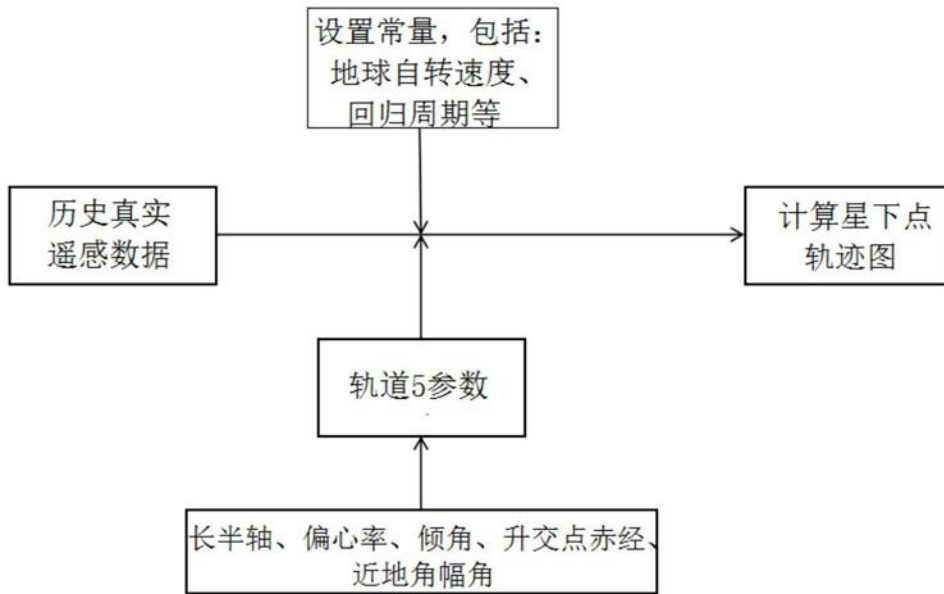 设置常量，包括：
地球自转速度、
回归周期等
历史真实
遥感数据
计算星下点
轨迹图
轨道5参数
长半轴、偏心率、倾角、升交点赤经、
近地角幅角